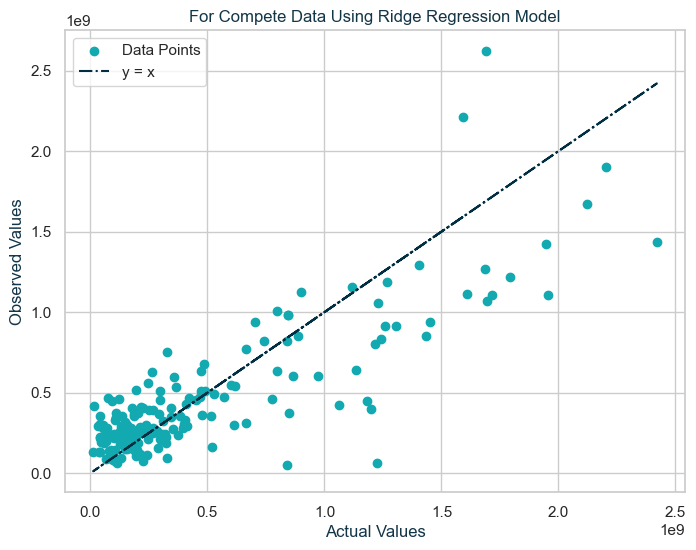 For Compete Data Using Ridge Regression Model
1e9
Data Points
y = x
2.5
2.0
1.5
1.0
0.5
0.0
Observed Values
0.0 0.5 1.0 1.5 2.0 2.5
Actual Values
1e9